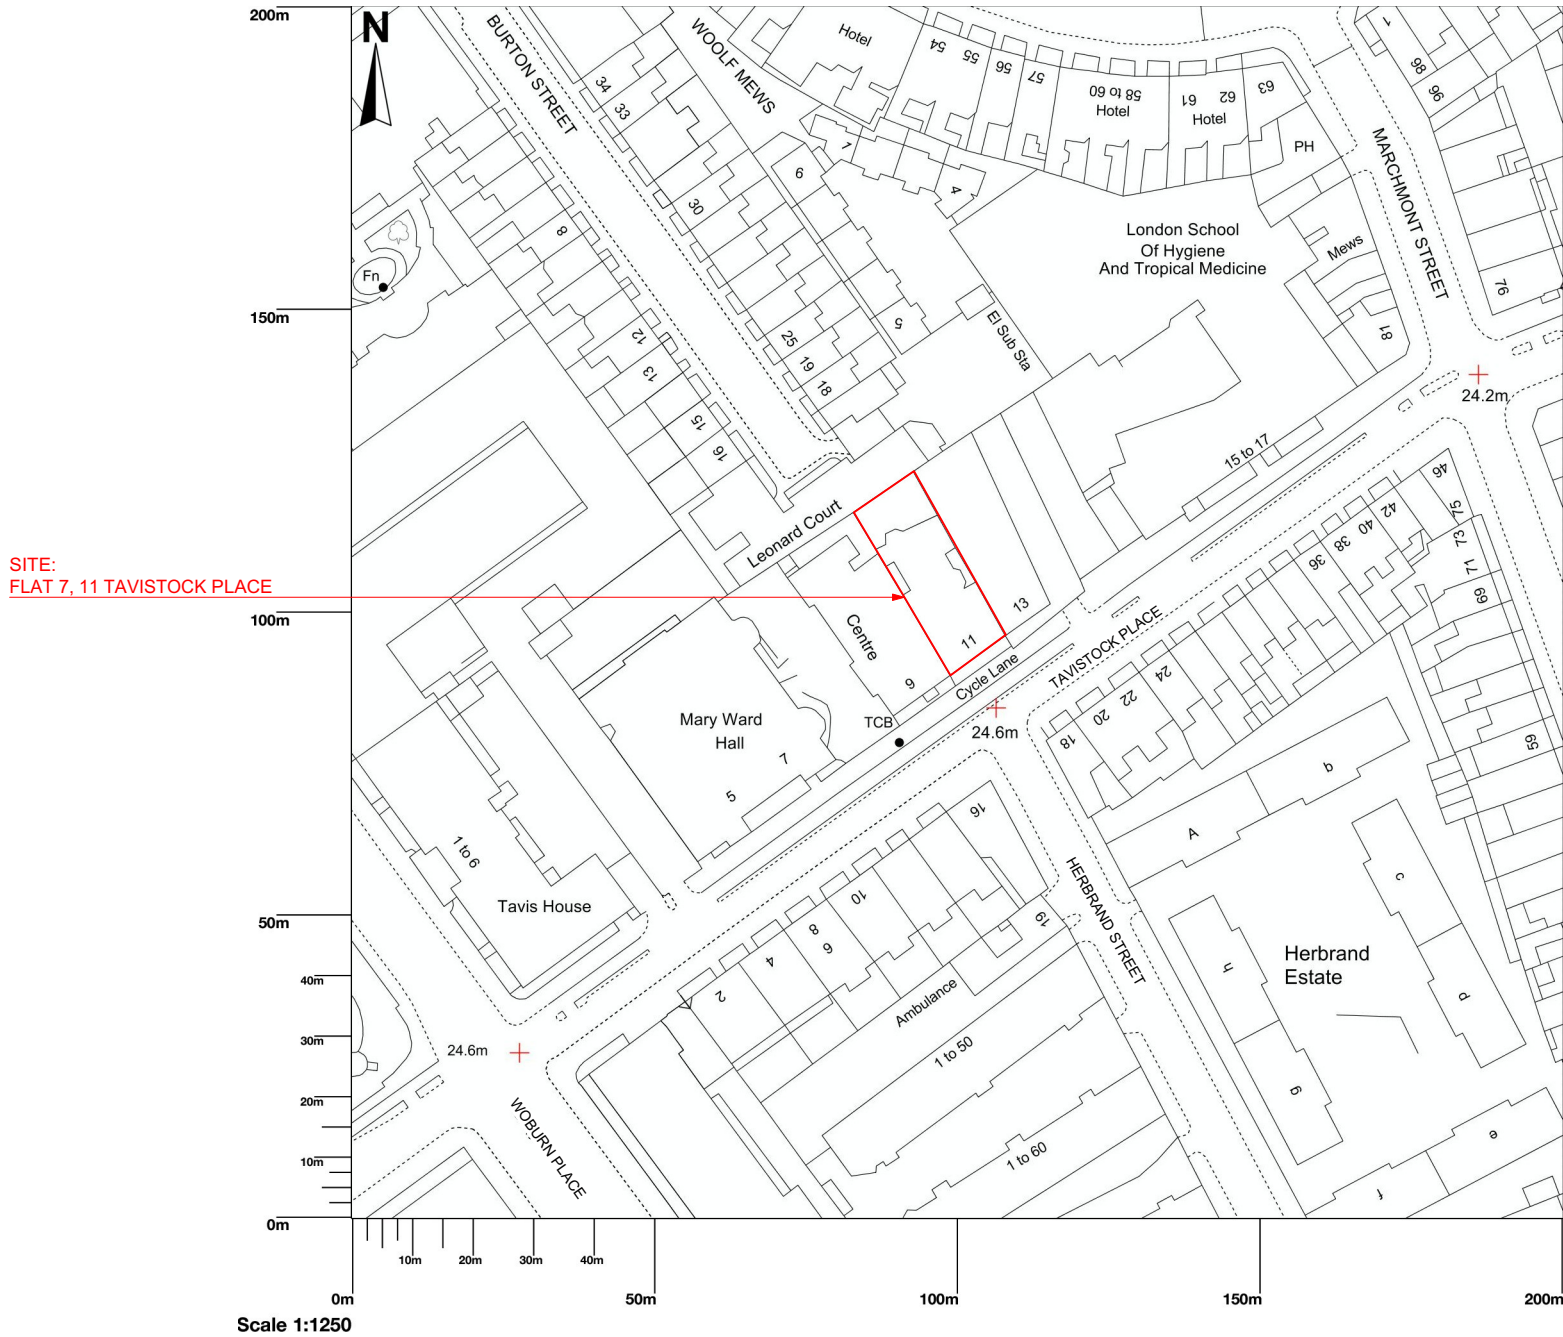 200m
N
BURTON STREET
WOOLF MEWS
Hotel
54
55
56
57
58 to 60
Hotel
61
62
Hotel
63
PH
1
98
96
MARCHMONT STREET
34
33
30
6
1
4
8
Fn
London School
Of Hygiene
And Tropical Medicine
Mews
76
81
150m
5
El Sub Sta
12
13
15
16
25
19
18
24.2m
15 to 17
46
75
73
71
69
42
40
38
36
Leonard Court
SITE:
FLAT 7, 11 TAVISTOCK PLACE
100m
Centre
13
11
9
Cycle Lane
TAVISTOCK PLACE
24
22
20
18
59
TCB
24.6m
Mary Ward
Hall
7
5
16
b
A
c
1 to 6
Tavis House
HERBRAND STREET
10
8
6
4
2
19
50m
40m
30m
20m
10m
0m
Herbrand
Estate
h
d
g
e
f
Ambulance
1 to 50
1 to 60
24.6m
WOBURN PLACE
10m
20m
30m
40m
0m
50m
100m
150m
200m
Scale 1:1250